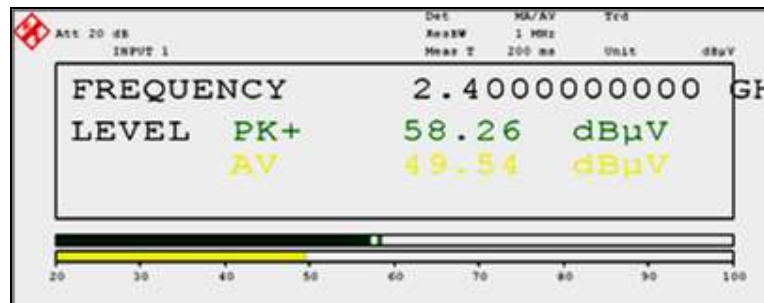 Det MA/AV Trd
Att 20 dB ResBW 1 MHz
INPUT 1 Meas T 200 ms Unit dBµV
FREQUENCY 2.4000000000 GH
LEVEL PK+ 58.26 dBµV
AV 49.54 dBµV
20 30 40 50 60 70 80 90 100